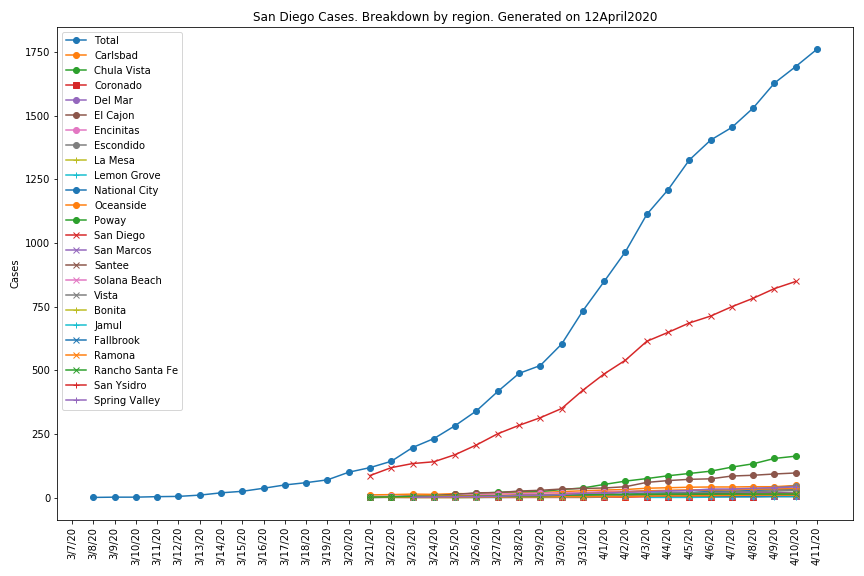 San Diego Cases. Breakdown by region. Generated on 12April2020
Total
Carlsbad
Chula Vista
Coronado
Del Mar
El Cajon
Encinitas
Escondido
La Mesa
Lemon Grove
National City
Oceanside
Poway
San Diego
San Marcos
Santee
Solana Beach
Vista
Bonita
Jamul
Fallbrook
Ramona
Rancho Santa Fe
San Ysidro
Spring Valley
Cases
1750
1500
1250
1000
750
500
250
0
3/7/20
3/8/20
3/9/20
3/10/20
3/11/20
3/12/20
3/13/20
3/14/20
3/15/20
3/16/20
3/17/20
3/18/20
3/19/20
3/20/20
3/21/20
3/22/20
3/23/20
3/24/20
3/25/20
3/26/20
3/27/20
3/28/20
3/29/20
3/30/20
3/31/20
4/1/20
4/2/20
4/3/20
4/4/20
4/5/20
4/6/20
4/7/20
4/8/20
4/9/20
4/10/20
4/11/20